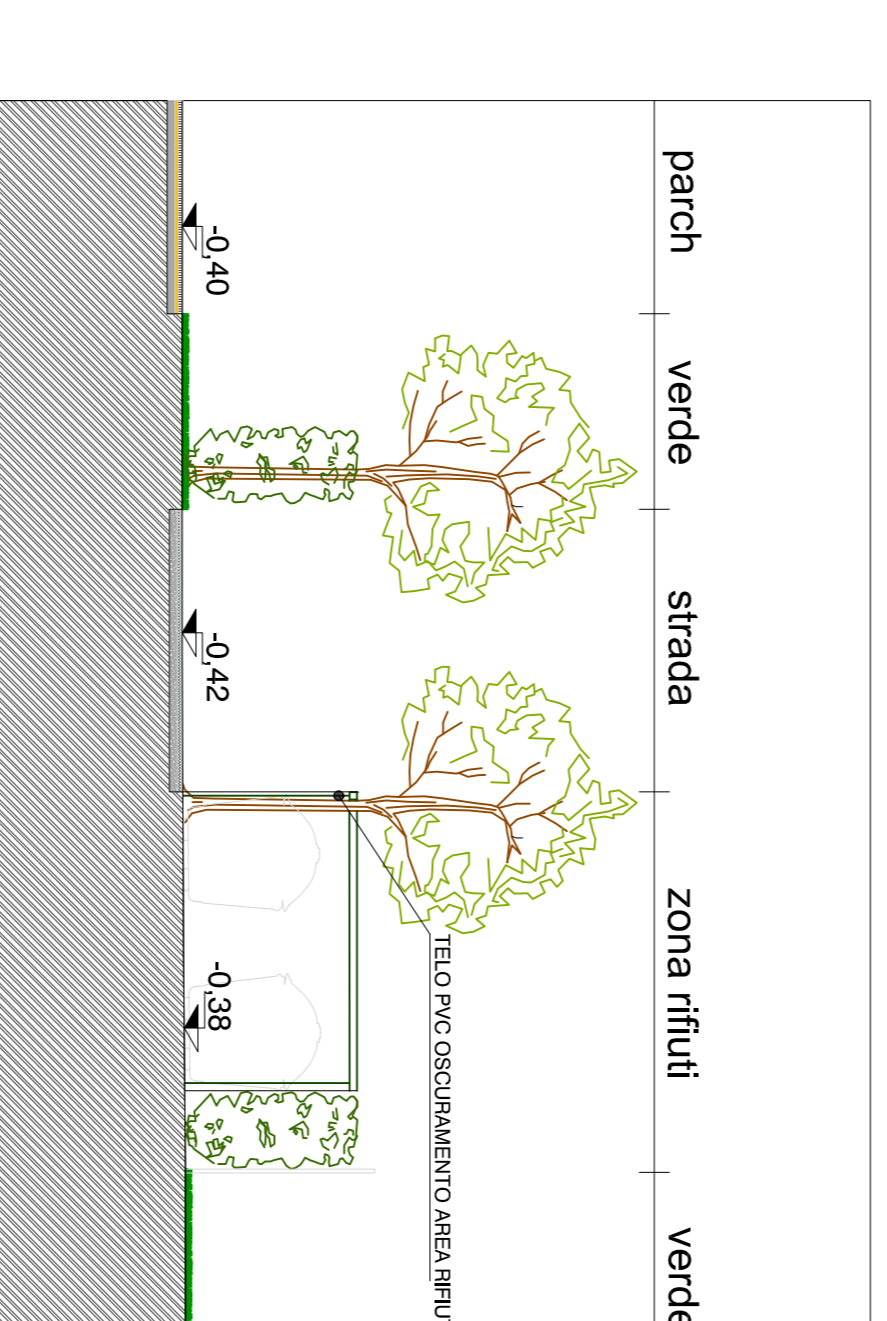 parch
verde
strada
zona rifiuti
verde
-0,40
-0,42
-0,38
TELO PVC OSCURAMENTO AREA RIFIU